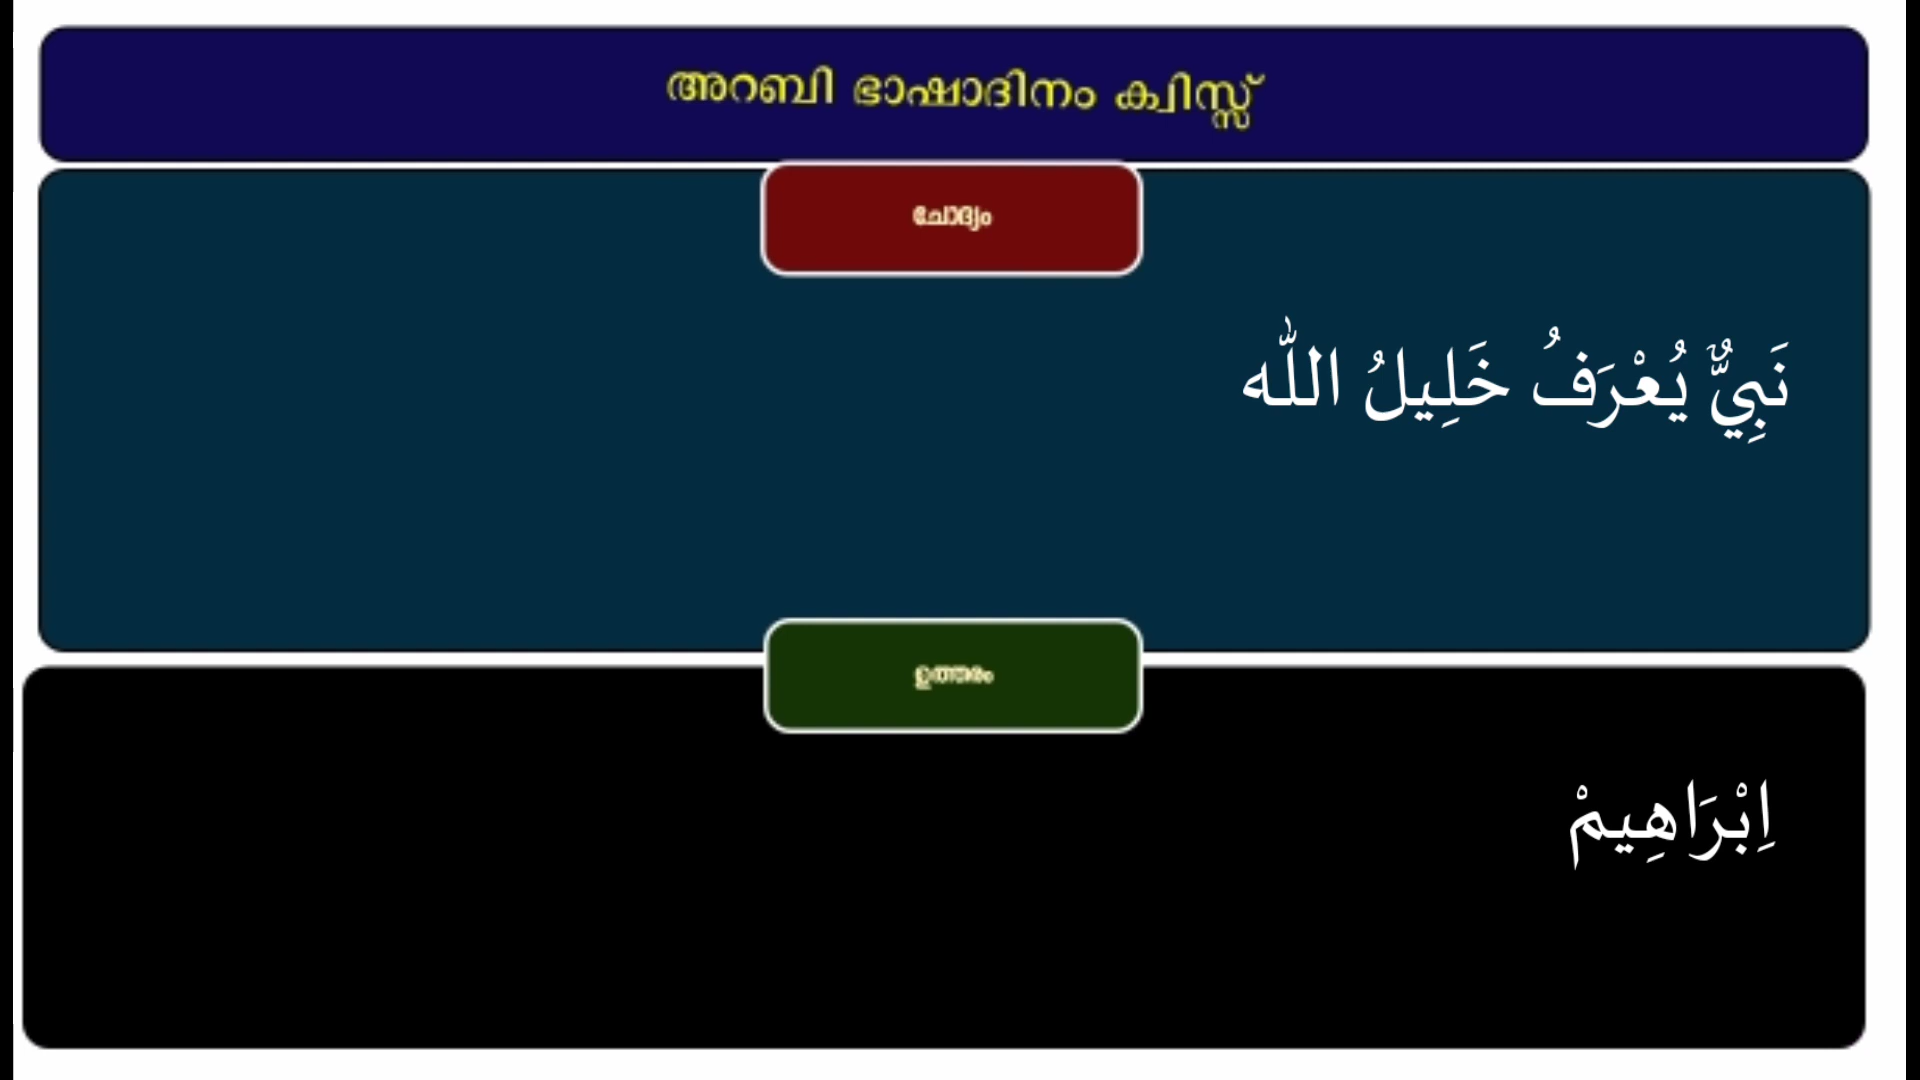 അറബി ഭാഷാദിനം ക്വിസ്സ്
ചോദ്യം
نَبِيٌّ يُعْرَفُ خَلِيلُ اللّٰه
ഉത്തരം
اِبْرَاهِيمْ